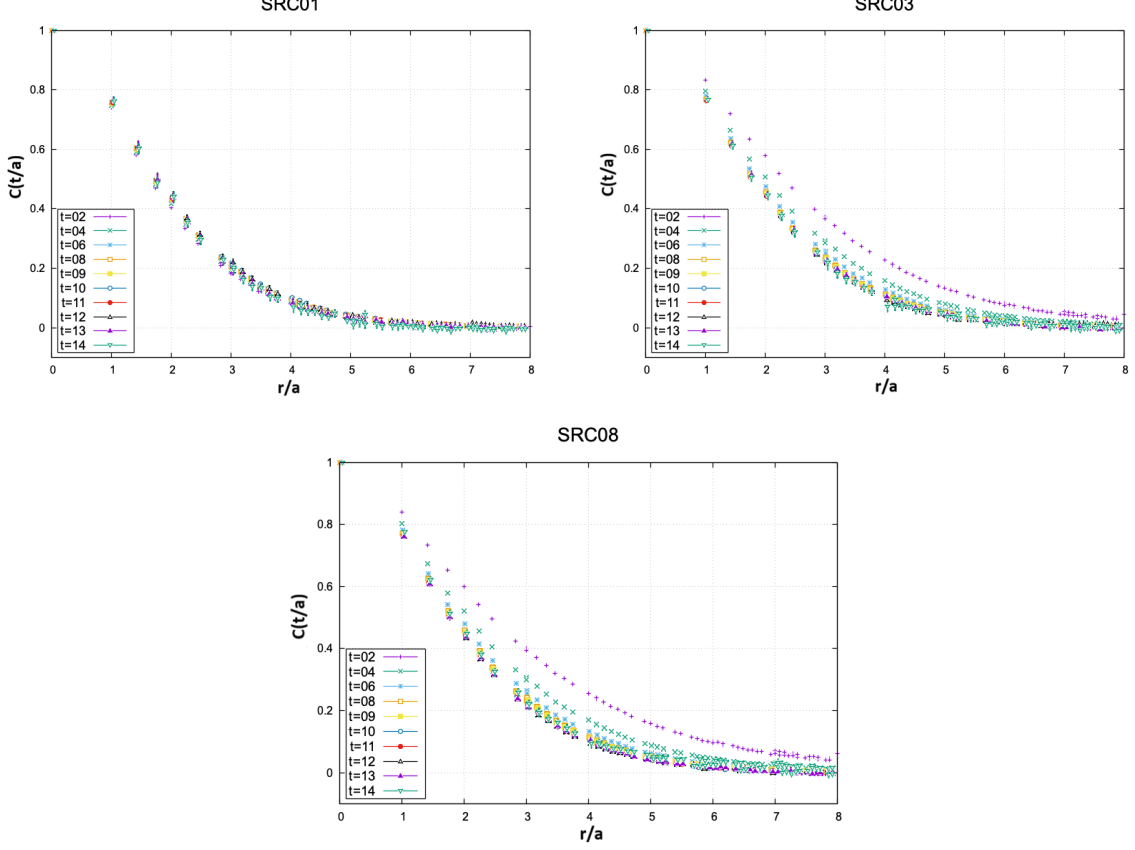 SRC01
1
0.8
0.6
0.4
0.2
0
C(t/a)
t=02
t=04
t=06
t=08
t=09
t=10
t=11
t=12
t=13
t=14
0 1 2 3 4 5 6 7 8
r/a
SRC03
1
0.8
0.6
0.4
0.2
0
C(t/a)
t=02
t=04
t=06
t=08
t=09
t=10
t=11
t=12
t=13
t=14
0 1 2 3 4 5 6 7 8
r/a
SRC08
1
0.8
0.6
0.4
0.2
0
C(t/a)
t=02
t=04
t=06
t=08
t=09
t=10
t=11
t=12
t=13
t=14
0 1 2 3 4 5 6 7 8
r/a